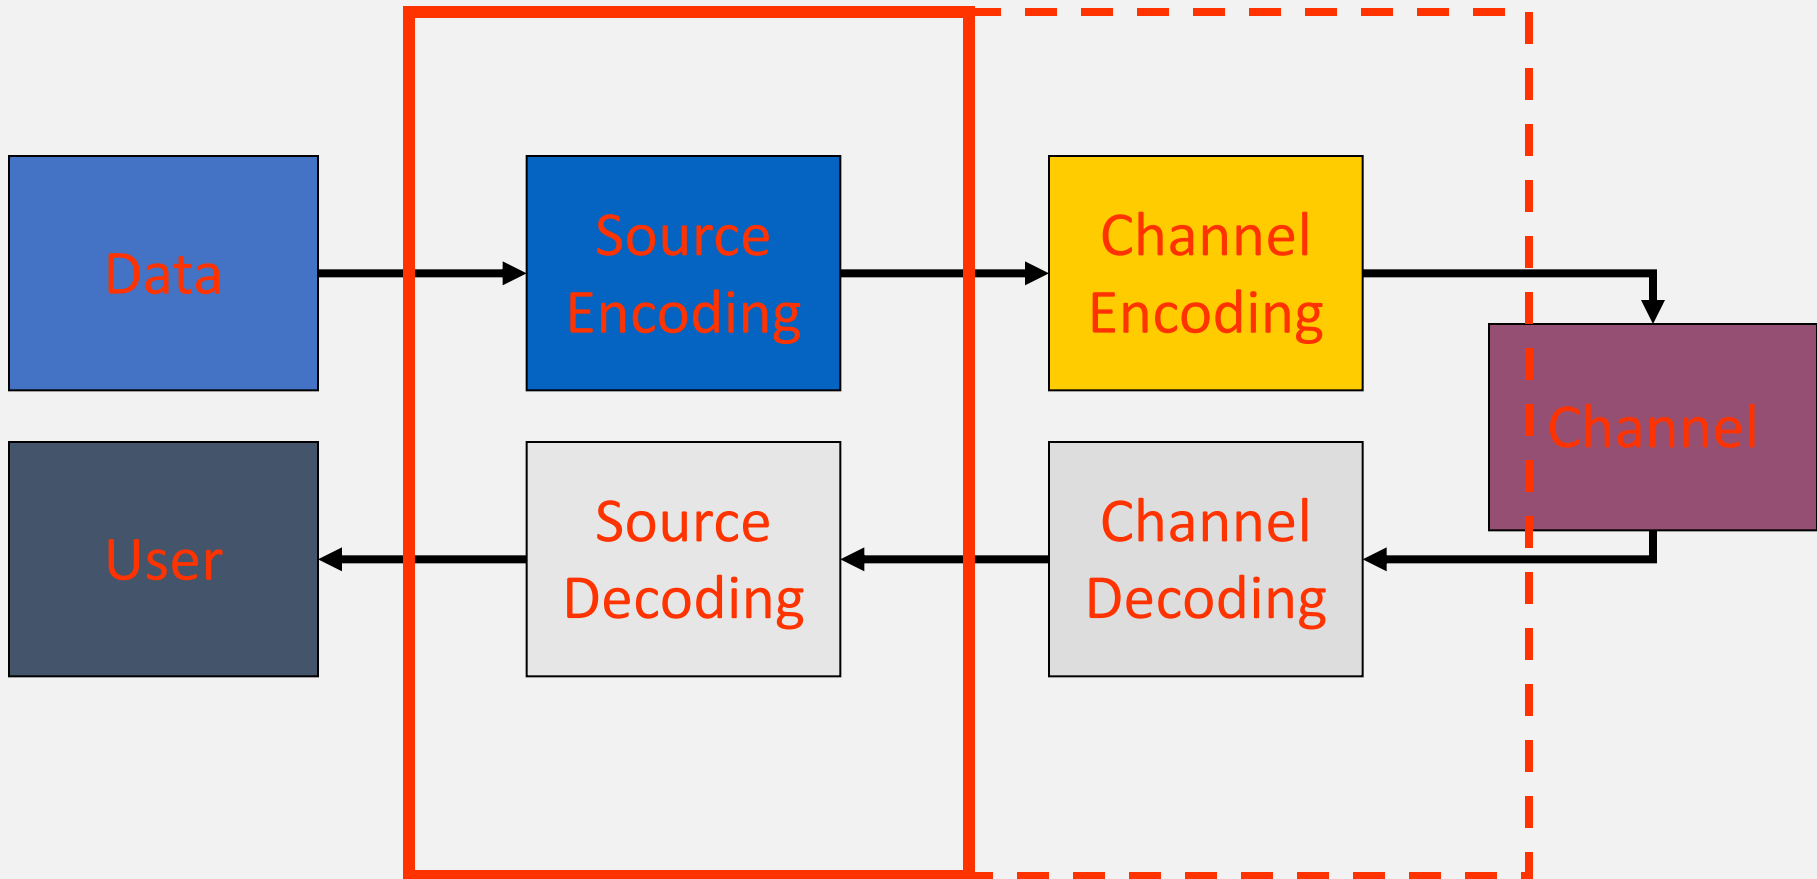 Data
Source
Encoding
Channel
Encoding
Channel
User
Source
Decoding
Channel
Decoding